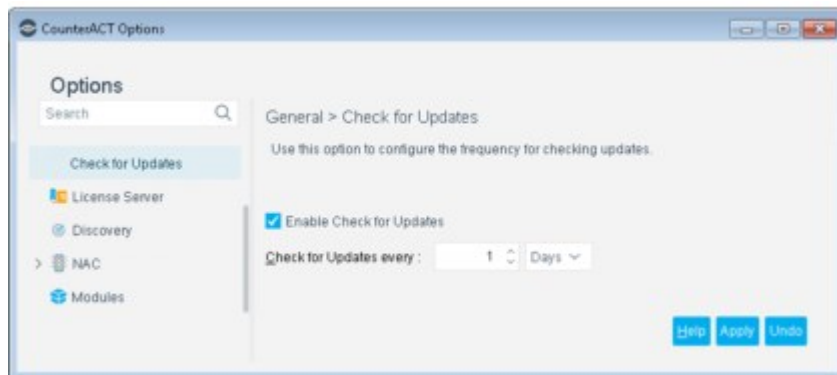 CounterACT Options
Options
Search
Check for Updates
License Server
Discovery
NAC
Modules
General > Check for Updates
Use this option to configure the frequency for checking updates.
Enable Check for Updates
Check for Updates every : 1 Days
Help Apply Undo